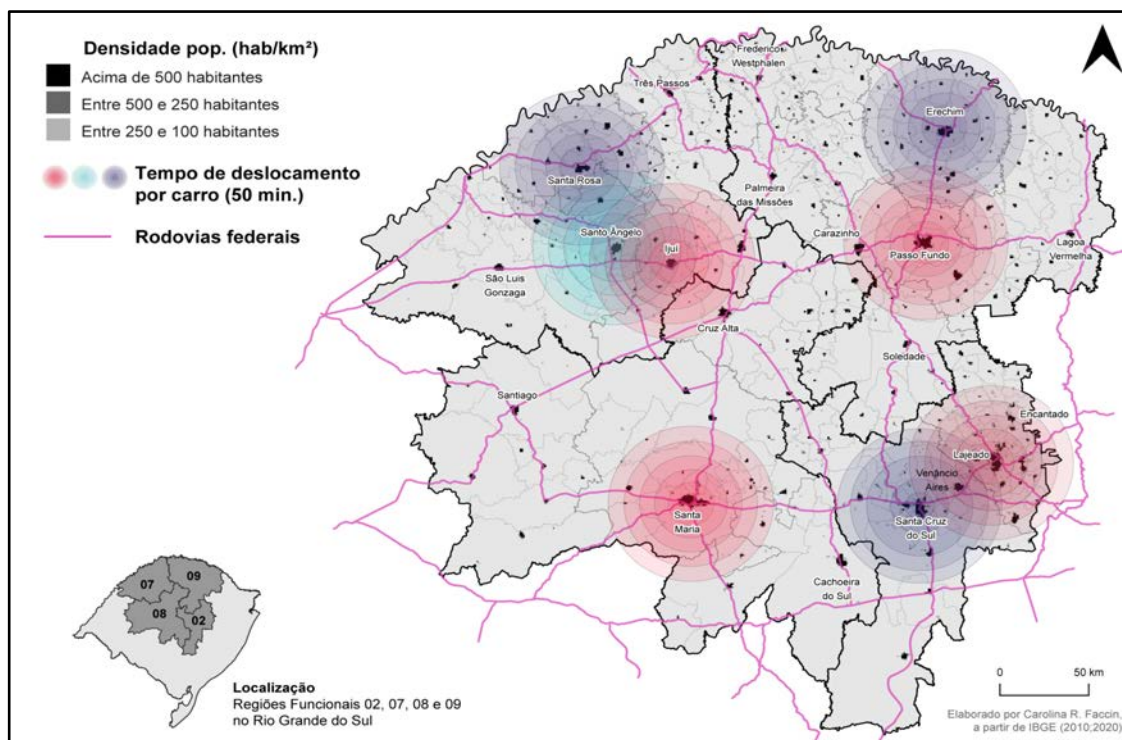 Densidade pop. (hab/km²)
Acima de 500 habitantes
Entre 500 e 250 habitantes
Entre 250 e 100 habitantes
Tempo de deslocamento
por carro (50 min.)
Rodovias federais
Frederico
Westphalen
Três Passos
Erechim
Santa Rosa
Palmeira
das Missões
Santo Ângelo
Ijuí
Carazinho
Passo Fundo
Lagoa
Vermelha
São Luis
Gonzaga
Cruz Alta
Soledade
Santiago
Encantado
Lajeado
Venâncio
Aires
Santa
Maria
Santa Cruz
do Sul
Cachoeira
do Sul
07
09
08
02
Localização
Regiões Funcionais 02, 07, 08 e 09
no Rio Grande do Sul
0
50 km
Elaborado por Carolina R. Faccin,
a partir de IBGE (2010;2020)